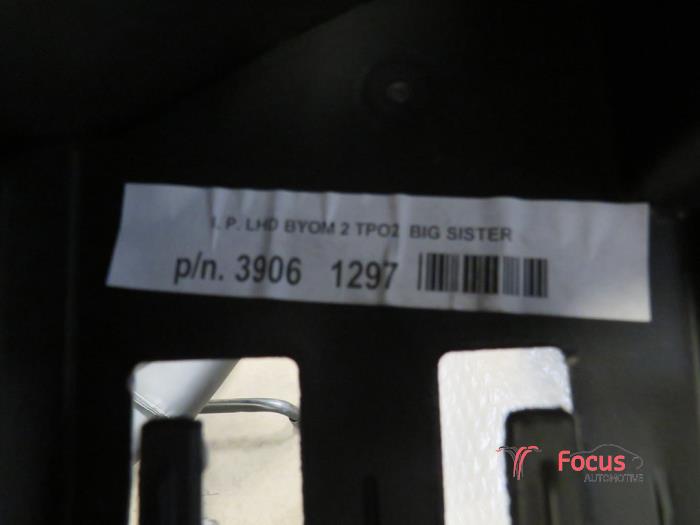 I. P. LHD BYOM 2 TPO2 BIG SISTER
p/n. 3906 1297
Focus
AUTOMOTIVE